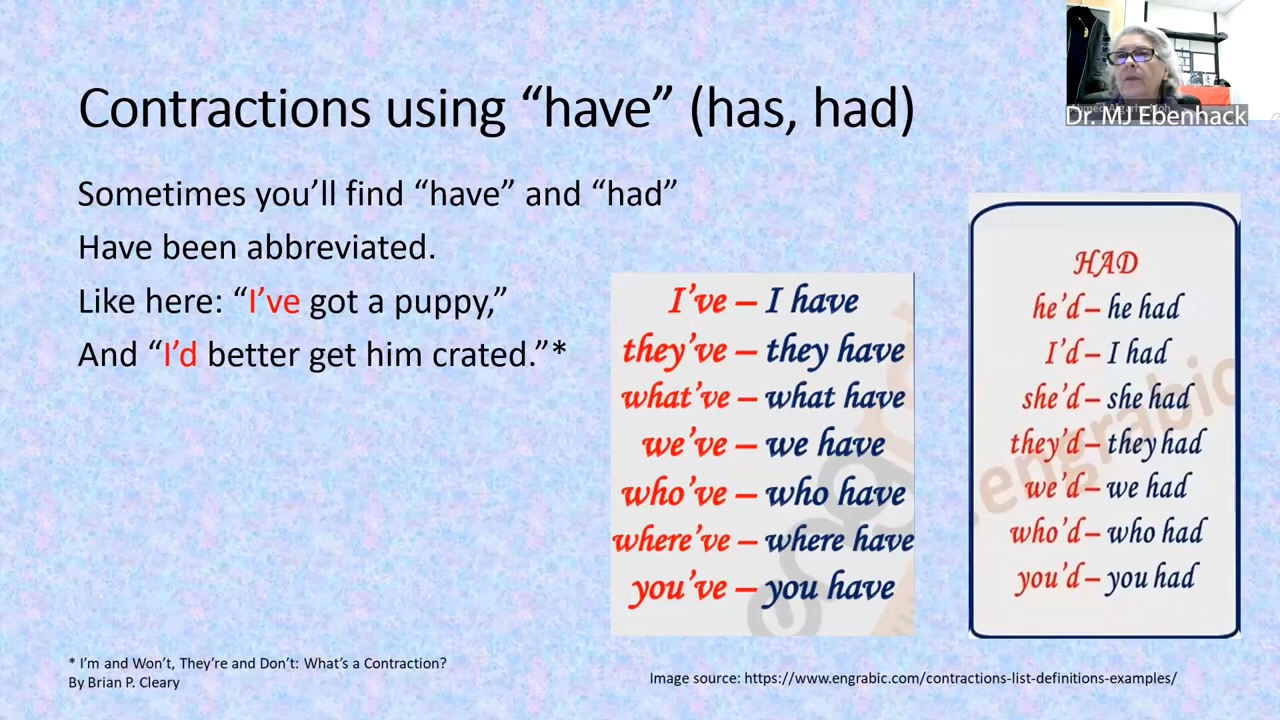 Contractions using “have” (has, had)
Sometimes you’ll find “have” and “had”
Have been abbreviated.
Like here: “I’ve got a puppy,”
And “I’d better get him crated.”*
I’ve – I have
they’ve – they have
what’ve – what have
we’ve – we have
who’ve – who have
where’ve – where have
you’ve – you have
HAD
he’d – he had
I’d – I had
she’d – she had
they’d – they had
we’d – we had
who’d – who had
you’d – you had
engrabic
* I’m and Won’t, They’re and Don’t: What’s a Contraction?
By Brian P. Cleary
Image source: https://www.engrabic.com/contractions-list-definitions-examples/
Dr. MJ Ebenhack